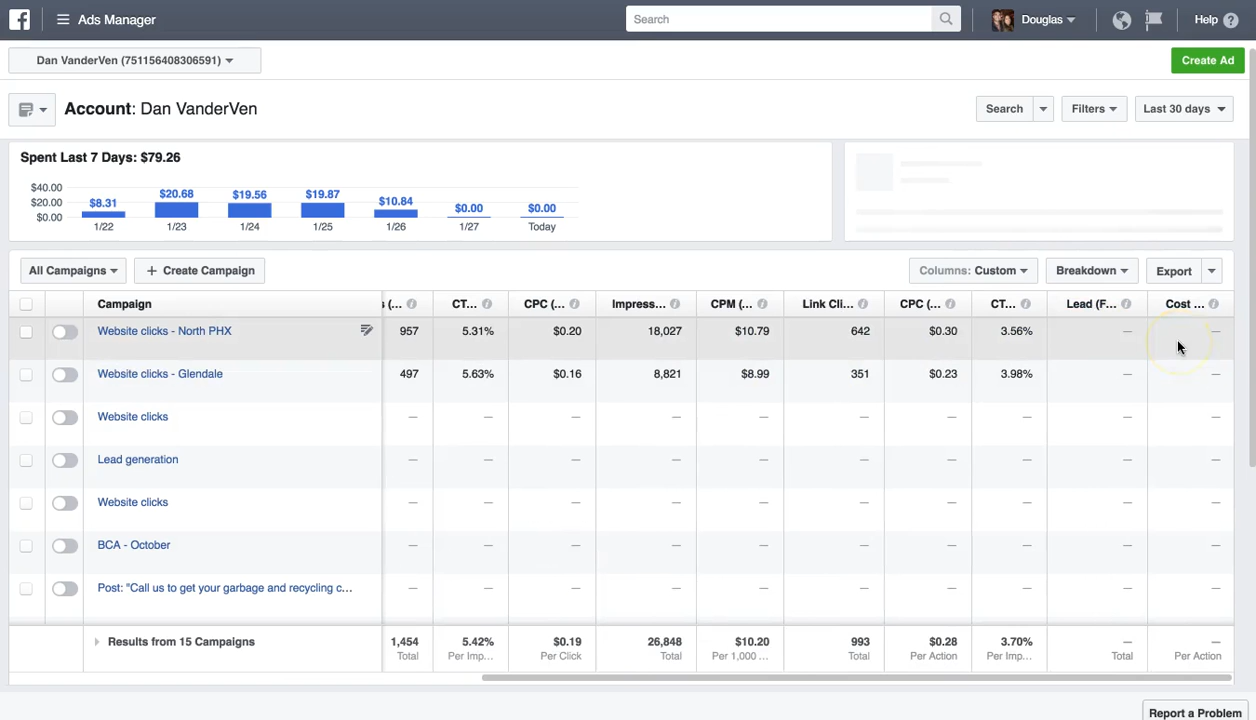 Ads Manager
Search
Douglas
Help
Dan VanderVen (751156408306591)
Create Ad
Account: Dan VanderVen
Search
Filters
Last 30 days
Spent Last 7 Days: $79.26
$40.00
$20.00
$0.00
$8.31
$20.68
$19.56
$19.87
$10.84
$0.00
$0.00
1/22
1/23
1/24
1/25
1/26
1/27
Today
All Campaigns
+ Create Campaign
Columns: Custom
Breakdown
Export
Campaign s (... CT... CPC (... Impress... CPM (... Link Cli... CPC (... CT... Lead (F... Cost ...
Website clicks - North PHX 957 5.31% $0.20 18,027 $10.79 642 $0.30 3.56% — —
Website clicks - Glendale 497 5.63% $0.16 8,821 $8.99 351 $0.23 3.98% — —
Website clicks — — — — — — — — — —
Lead generation — — — — — — — — — —
Website clicks — — — — — — — — — —
BCA - October — — — — — — — — — —
Post: "Call us to get your garbage and recycling c... — — — — — — — — — —
Results from 15 Campaigns 1,454 5.42% $0.19 26,848 $10.20 993 $0.28 3.70% — —
Total Per Imp... Per Click Total Per 1,000 ... Total Per Action Per Imp... Total Per Action
Report a Problem